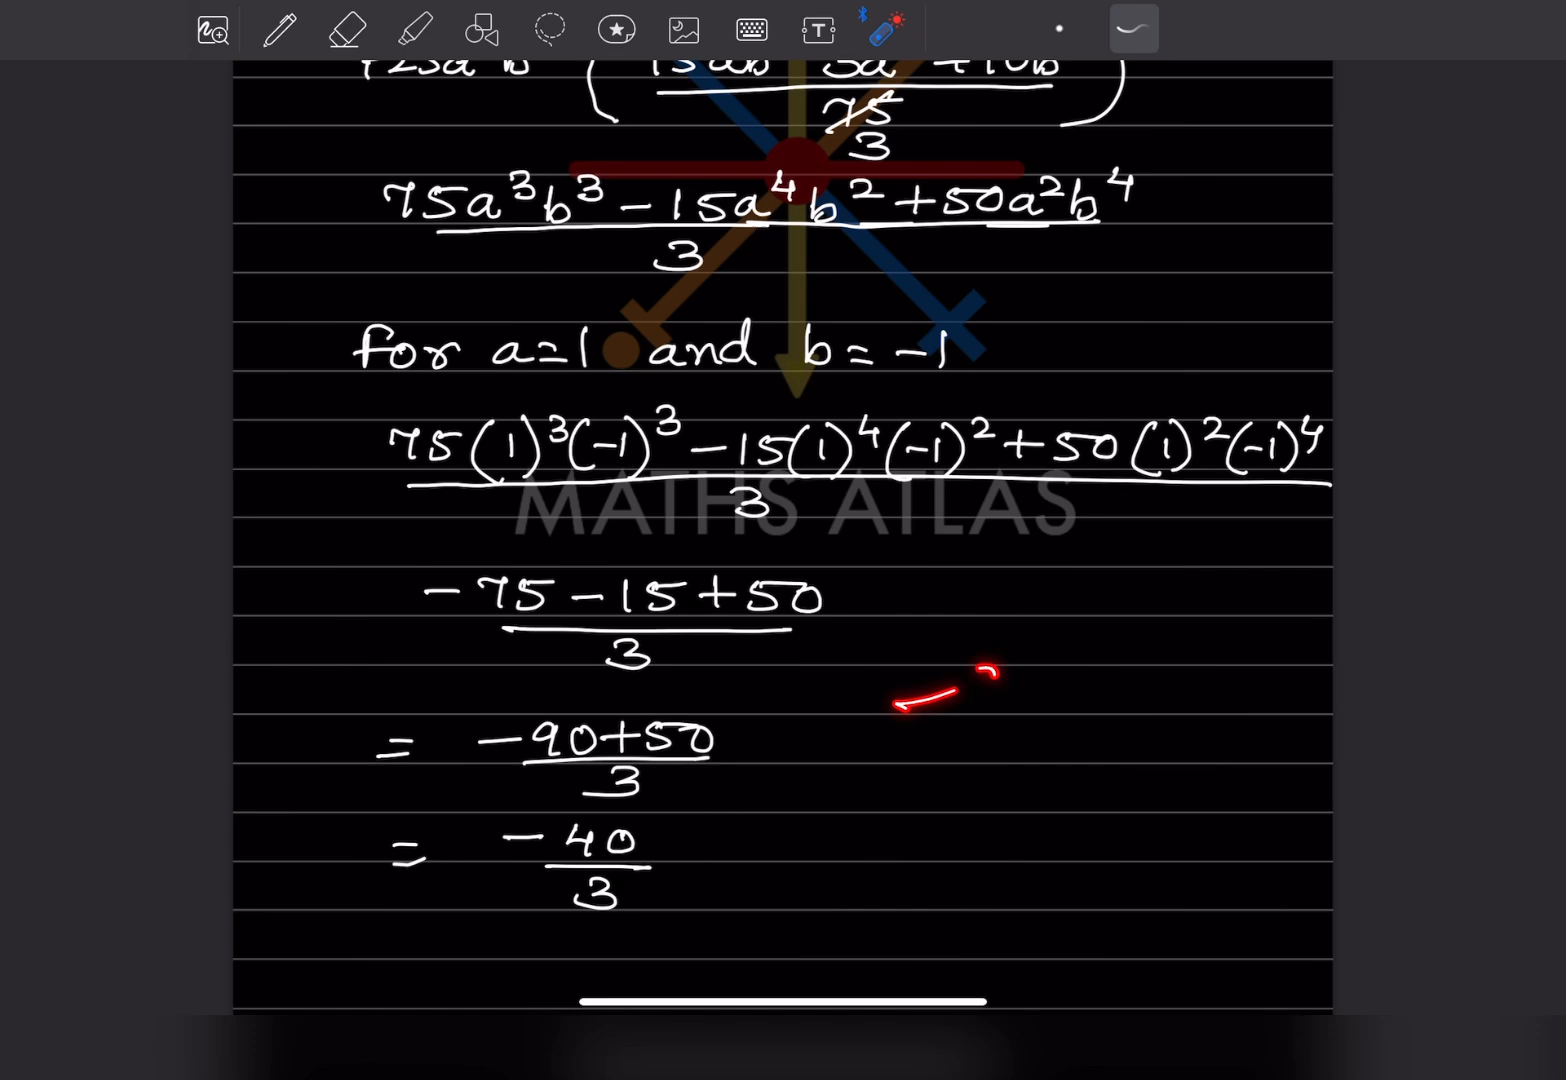 75a³b³ - 15a⁴b² + 50a²b⁴
3
for a=1 and b=-1
75(1)³(-1)³ - 15(1)⁴(-1)² + 50(1)²(-1)⁴
3
MATHS ATLAS
-75-15+50
3
= -90+50
3
= -40
3